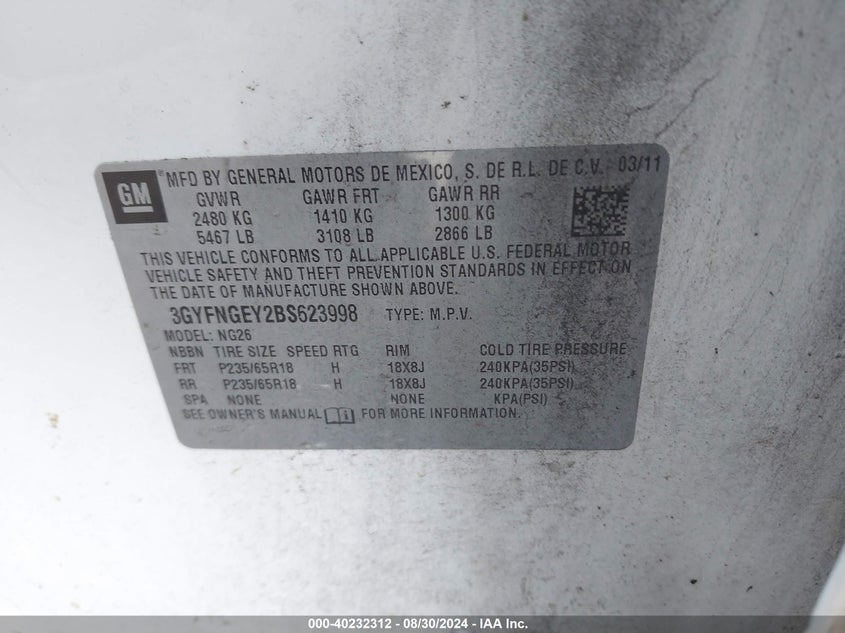 GM
®MFD BY GENERAL MOTORS DE MEXICO, S. DE R.L. DE C.V. 03/11
GVWR GAWR FRT GAWR RR
2480 KG 1410 KG 1300 KG
5467 LB 3108 LB 2866 LB
THIS VEHICLE CONFORMS TO ALL APPLICABLE U.S. FEDERAL MOTOR
VEHICLE SAFETY AND THEFT PREVENTION STANDARDS IN EFFECT ON
THE DATE OF MANUFACTURE SHOWN ABOVE.
3GYFNGEY2BS623998 TYPE: M.P.V.
MODEL: NG26
NBBN TIRE SIZE SPEED RTG RIM COLD TIRE PRESSURE
FRT P235/65R18 H 18X8J 240KPA(35PSI)
RR P235/65R18 H 18X8J 240KPA(35PSI)
SPA NONE NONE KPA(PSI)
SEE OWNER'S MANUAL FOR MORE INFORMATION.
000-40232312 - 08/30/2024 - IAA Inc.